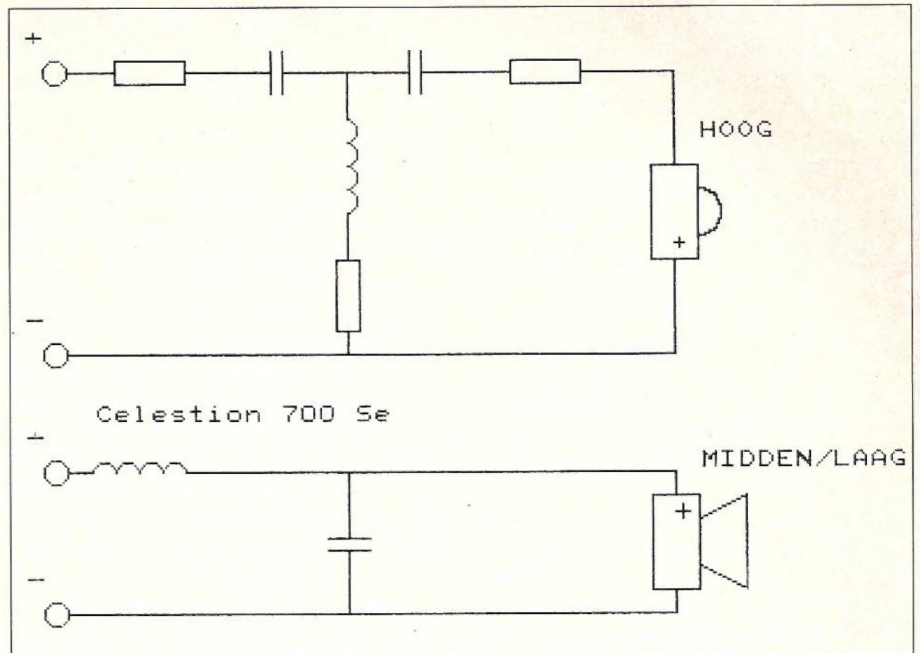 +
HOOG
+
−
Celestion 700 Se
+
MIDDEN/LAAG
+
−